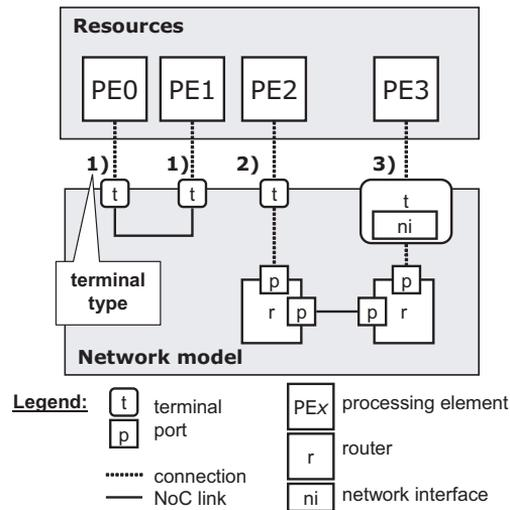 Resources
PE0 PE1 PE2 PE3
1) 1) 2) 3)
t t t t
ni
terminal
type
p p
r p p r
Network model
Legend:
t terminal
p port
connection
NoC link
PEx processing element
r router
ni network interface